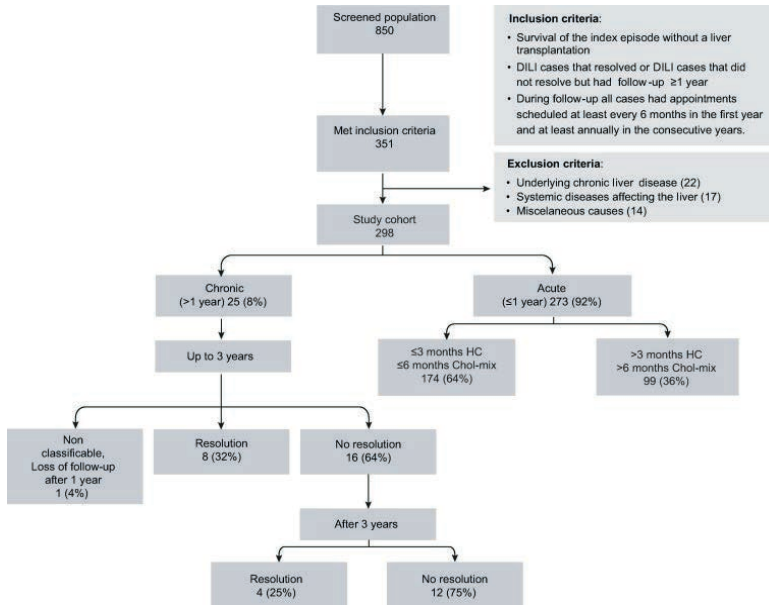 Screened population
850
Inclusion criteria:
• Survival of the index episode without a liver
transplantation
• DILI cases that resolved or DILI cases that did
not resolve but had follow-up ≥1 year
• During follow-up all cases had appointments
scheduled at least every 6 months in the first year
and at least annually in the consecutive years.
Met inclusion criteria
351
Exclusion criteria:
• Underlying chronic liver disease (22)
• Systemic diseases affecting the liver (17)
• Miscelaneous causes (14)
Study cohort
298
Chronic
(>1 year) 25 (8%)
Acute
(≤1 year) 273 (92%)
Up to 3 years
≤3 months HC
≤6 months Chol-mix
174 (64%)
>3 months HC
>6 months Chol-mix
99 (36%)
Non
classificable,
Loss of follow-up
after 1 year
1 (4%)
Resolution
8 (32%)
No resolution
16 (64%)
After 3 years
Resolution
4 (25%)
No resolution
12 (75%)